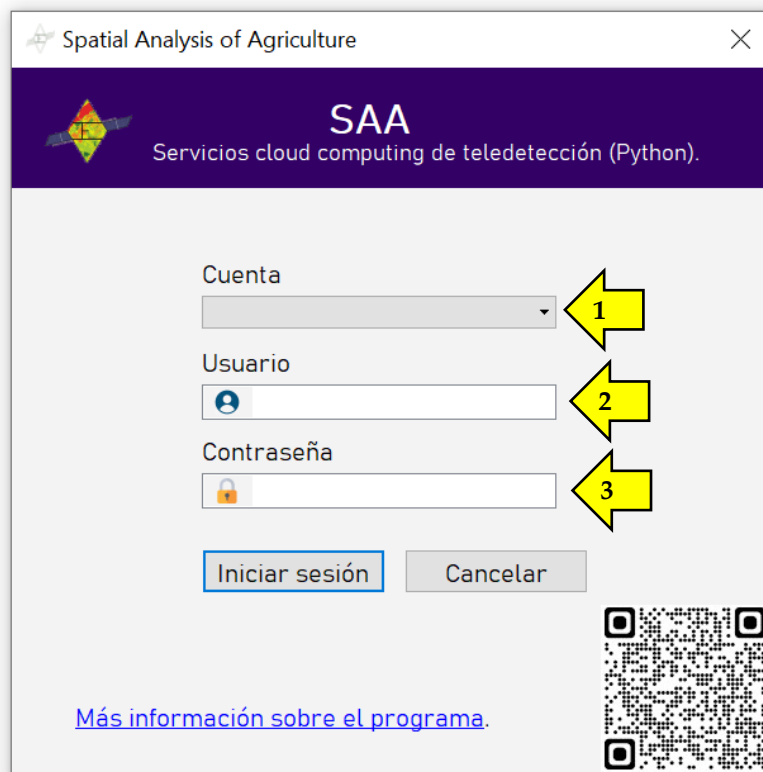 Spatial Analysis of Agriculture
SAA
Servicios cloud computing de teledetección (Python).
Cuenta
1
Usuario
2
Contraseña
3
Iniciar sesión Cancelar
Más información sobre el programa.